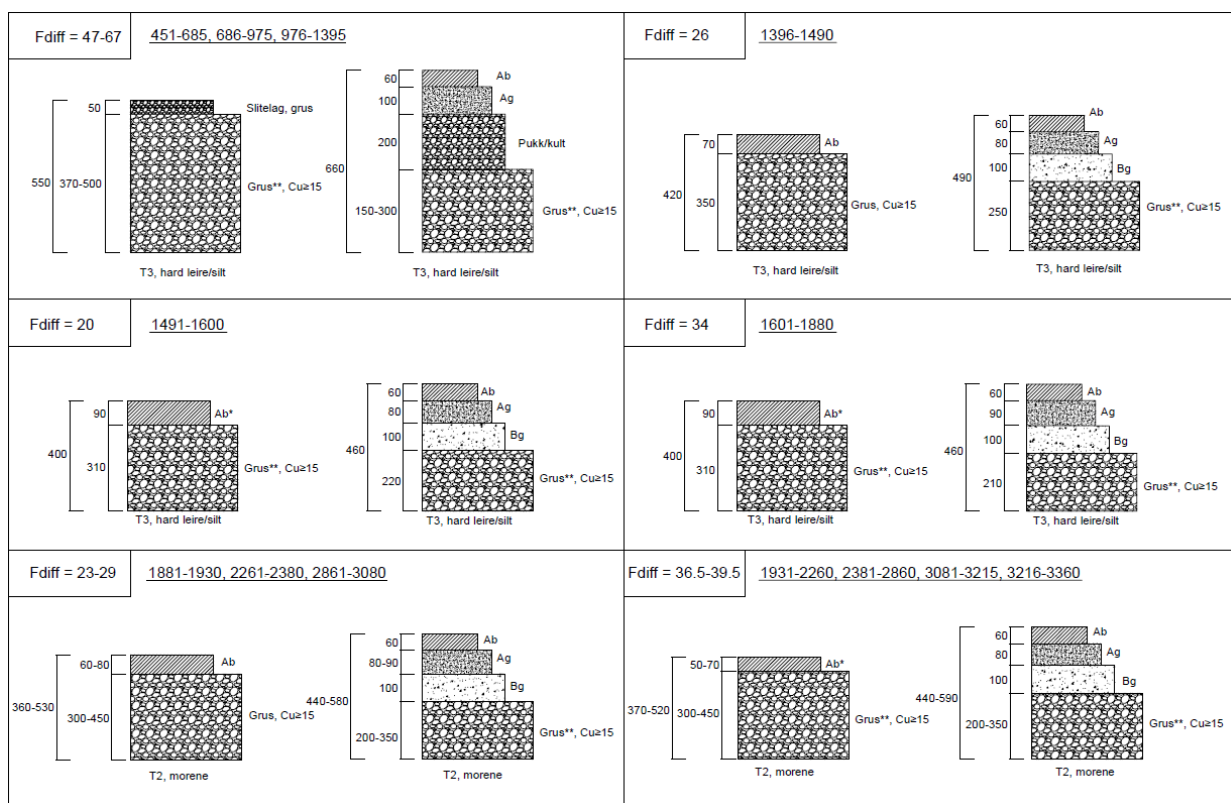 Fdiff = 47-67
451-685, 686-975, 976-1395
50
Slitelag, grus
550
370-500
Grus**, Cu≥15
T3, hard leire/silt
60
Ab
100
Ag
200
Pukk/kult
660
150-300
Grus**, Cu≥15
T3, hard leire/silt
Fdiff = 26
1396-1490
70
Ab
420
350
Grus, Cu≥15
T3, hard leire/silt
60
Ab
80
Ag
100
Bg
490
250
Grus**, Cu≥15
T3, hard leire/silt
Fdiff = 20
1491-1600
90
Ab*
400
310
Grus**, Cu≥15
T3, hard leire/silt
60
Ab
80
Ag
100
Bg
460
220
Grus**, Cu≥15
T3, hard leire/silt
Fdiff = 34
1601-1880
90
Ab*
400
310
Grus**, Cu≥15
T3, hard leire/silt
60
Ab
90
Ag
100
Bg
460
210
Grus**, Cu≥15
T3, hard leire/silt
Fdiff = 23-29
1881-1930, 2261-2380, 2861-3080
60-80
Ab
360-530
300-450
Grus, Cu≥15
T2, morene
60
Ab
80-90
Ag
100
Bg
440-580
200-350
Grus**, Cu≥15
T2, morene
Fdiff = 36.5-39.5
1931-2260, 2381-2860, 3081-3215, 3216-3360
50-70
Ab*
370-520
300-450
Grus**, Cu≥15
T2, morene
60
Ab
80
Ag
100
Bg
440-590
200-350
Grus**, Cu≥15
T2, morene